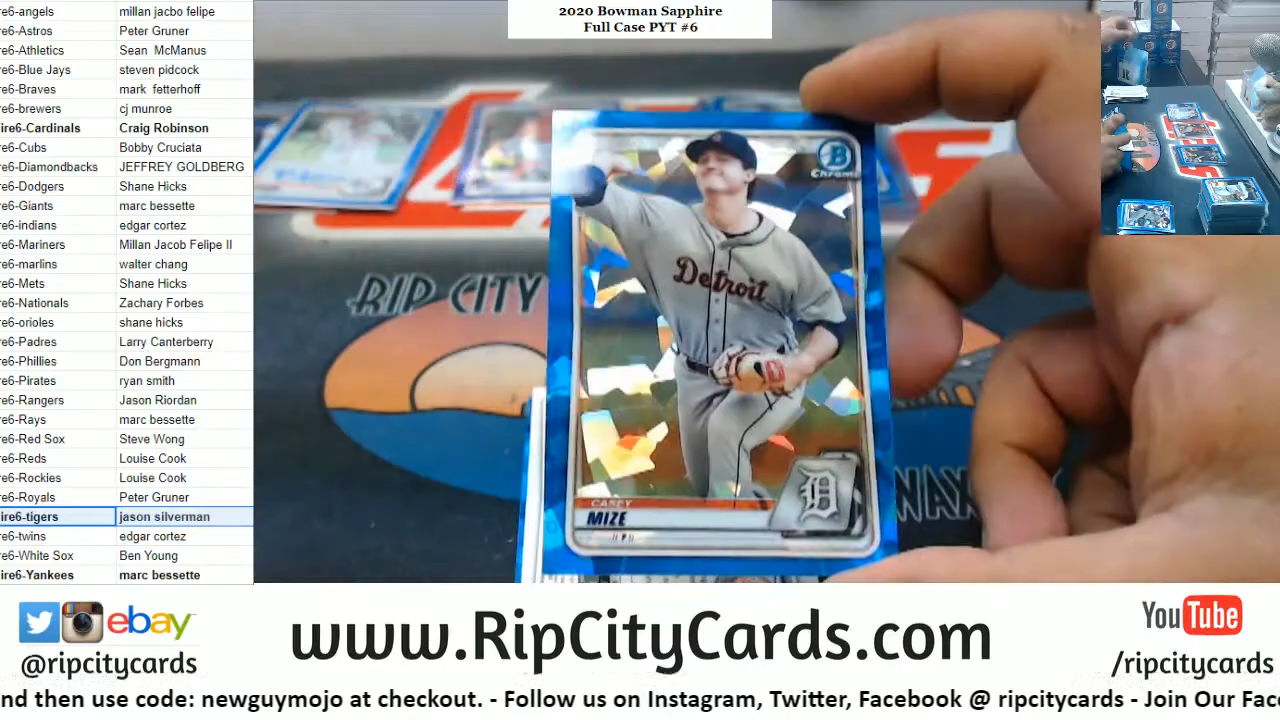 re6-angels millan jacbo felipe
re6-Astros Peter Gruner
re6-Athletics Sean McManus
re6-Blue Jays steven pidcock
re6-Braves mark fetterhoff
re6-brewers cj munroe
ire6-Cardinals Craig Robinson
re6-Cubs Bobby Cruciata
re6-Diamondbacks JEFFREY GOLDBERG
re6-Dodgers Shane Hicks
re6-Giants marc bessette
re6-indians edgar cortez
re6-Mariners Millan Jacob Felipe II
re6-marlins walter chang
re6-Mets Shane Hicks
re6-Nationals Zachary Forbes
re6-orioles shane hicks
re6-Padres Larry Canterberry
re6-Phillies Don Bergmann
re6-Pirates ryan smith
re6-Rangers Jason Riordan
re6-Rays marc bessette
re6-Red Sox Steve Wong
re6-Reds Louise Cook
re6-Rockies Louise Cook
re6-Royals Peter Gruner
ire6-tigers jason silverman
re6-twins edgar cortez
re6-White Sox Ben Young
ire6-Yankees marc bessette
2020 Bowman Sapphire
Full Case PYT #6
B
Chrome
Detroit
RIP CITY
WAX
D
CASEY
MIZE
ebay
@ripcitycards
www.RipCityCards.com
YouTube
/ripcitycards
nd then use code: newguymojo at checkout. - Follow us on Instagram, Twitter, Facebook @ ripcitycards - Join Our Fac